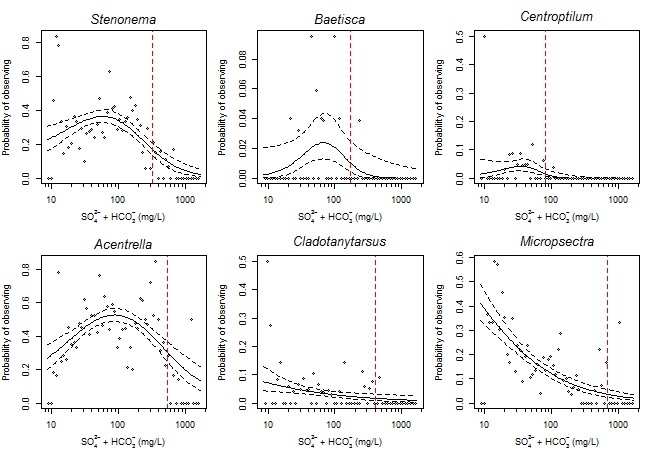 Stenonema
Baetisca
Centroptilum
Probability of observing
0.0 0.2 0.4 0.6 0.8
10 100 1000
SO₄²⁻ + HCO₃⁻ (mg/L)
Probability of observing
0.00 0.02 0.04 0.06 0.08
10 100 1000
SO₄²⁻ + HCO₃⁻ (mg/L)
Probability of observing
0.0 0.1 0.2 0.3 0.4 0.5
10 100 1000
SO₄²⁻ + HCO₃⁻ (mg/L)
Acentrella
Cladotanytarsus
Micropsectra
Probability of observing
0.0 0.2 0.4 0.6 0.8
10 100 1000
SO₄²⁻ + HCO₃⁻ (mg/L)
Probability of observing
0.0 0.1 0.2 0.3 0.4 0.5
10 100 1000
SO₄²⁻ + HCO₃⁻ (mg/L)
Probability of observing
0.0 0.1 0.2 0.3 0.4 0.5 0.6
10 100 1000
SO₄²⁻ + HCO₃⁻ (mg/L)